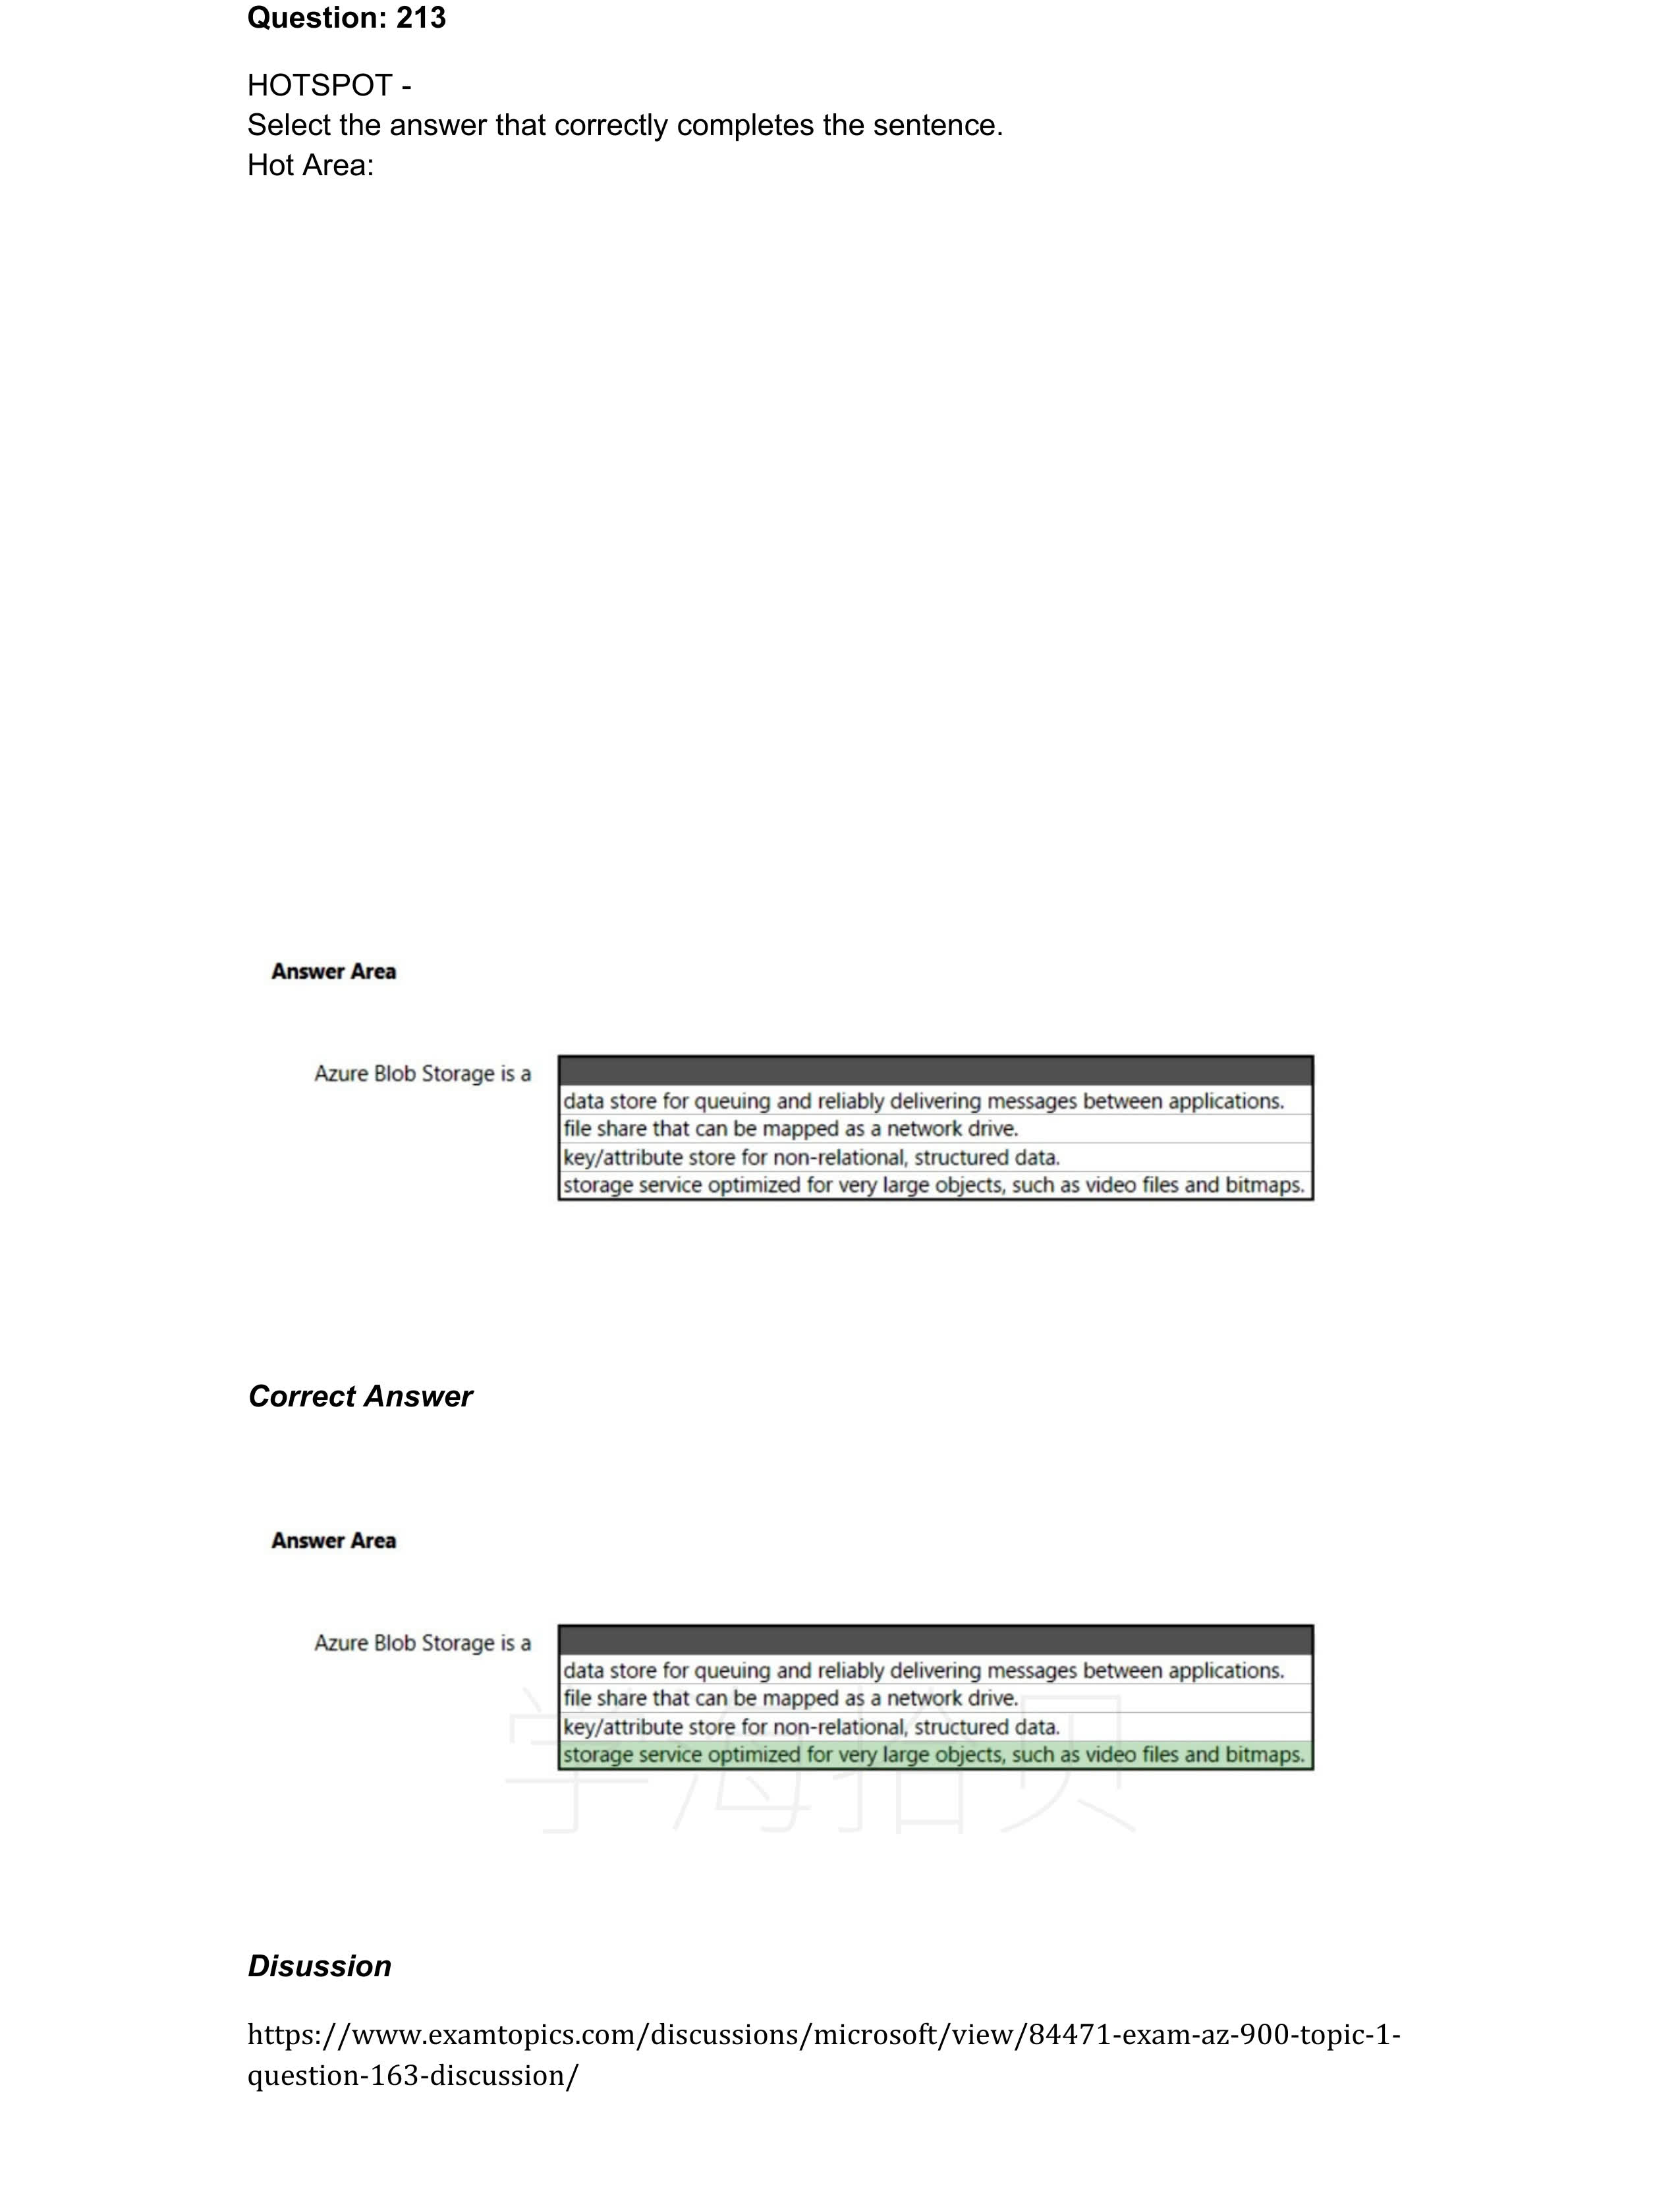 Question: 213
HOTSPOT -
Select the answer that correctly completes the sentence.
Hot Area:
Answer Area
Azure Blob Storage is a
data store for queuing and reliably delivering messages between applications.
file share that can be mapped as a network drive.
key/attribute store for non-relational, structured data.
storage service optimized for very large objects, such as video files and bitmaps.
Correct Answer
Answer Area
Azure Blob Storage is a
data store for queuing and reliably delivering messages between applications.
file share that can be mapped as a network drive.
key/attribute store for non-relational, structured data.
storage service optimized for very large objects, such as video files and bitmaps.
学海拾贝
Disussion
https://www.examtopics.com/discussions/microsoft/view/84471-exam-az-900-topic-1-
question-163-discussion/